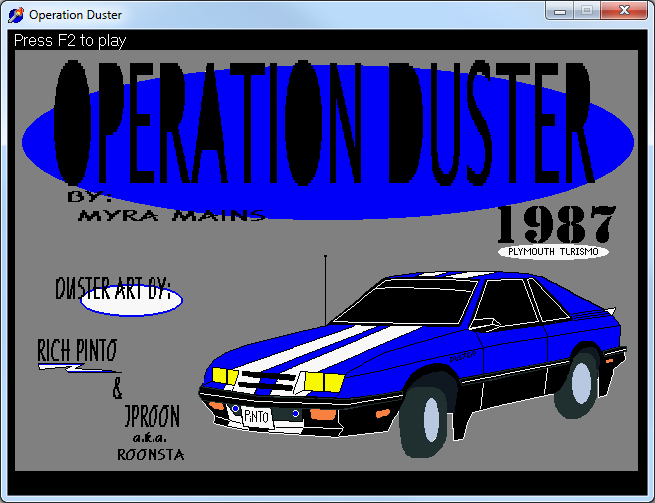 Operation Duster
Press F2 to play
OPERATION DUSTER
BY:
MYRA MAINS
1987
PLYMOUTH TURISMO
DUSTER ART BY:
RICH PINTO
&
JPROON
a.k.a.
ROONSTA
PiNTO